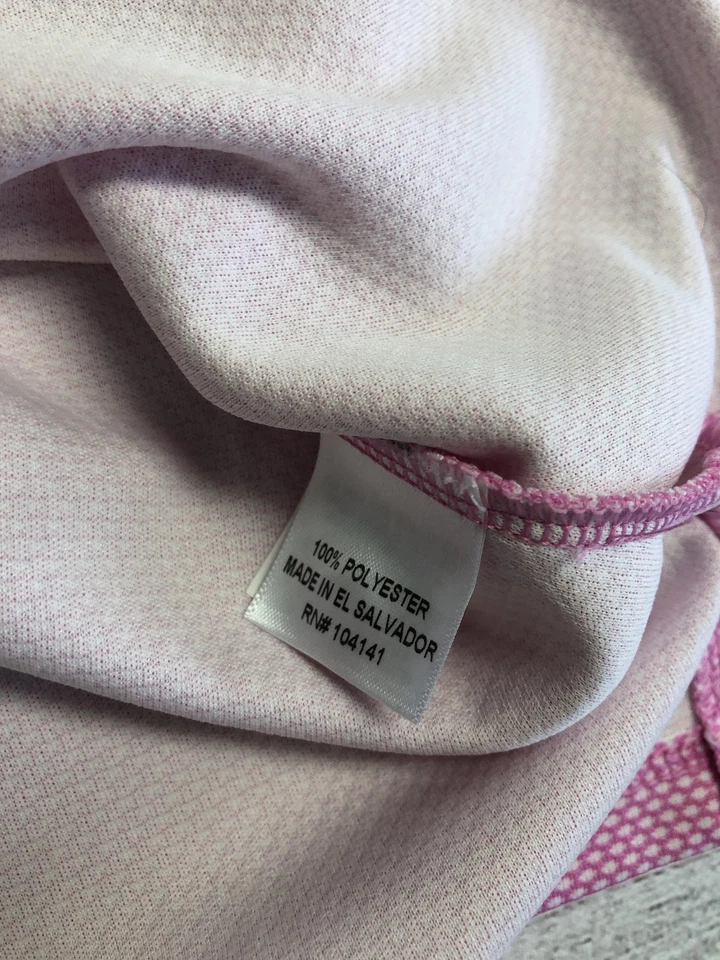 100% POLYESTER
MADE IN EL SALVADOR
RN# 104141